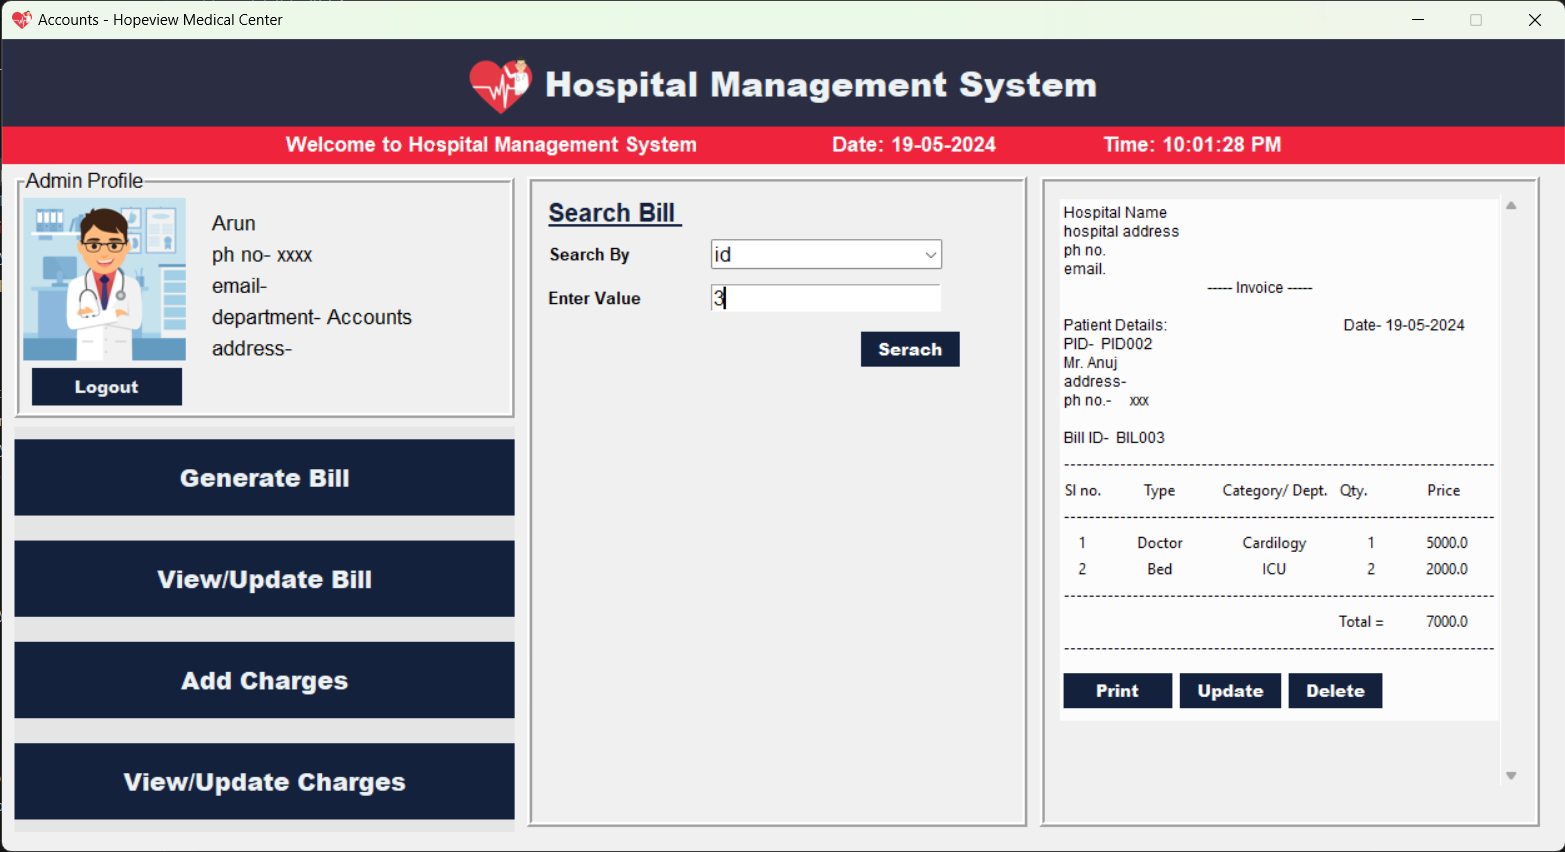 Accounts - Hopeview Medical Center
Hospital Management System
Welcome to Hospital Management System Date: 19-05-2024 Time: 10:01:28 PM
Admin Profile
Arun
ph no- xxxx
email-
department- Accounts
address-
Logout
Generate Bill
View/Update Bill
Add Charges
View/Update Charges
Search Bill
Search By id
Enter Value 3
Serach
Hospital Name
hospital address
ph no.
email.
----- Invoice -----
Patient Details: Date- 19-05-2024
PID- PID002
Mr. Anuj
address-
ph no.- xxx
Bill ID- BIL003
Sl no. Type Category/ Dept. Qty. Price
1 Doctor Cardilogy 1 5000.0
2 Bed ICU 2 2000.0
Total = 7000.0
Print Update Delete